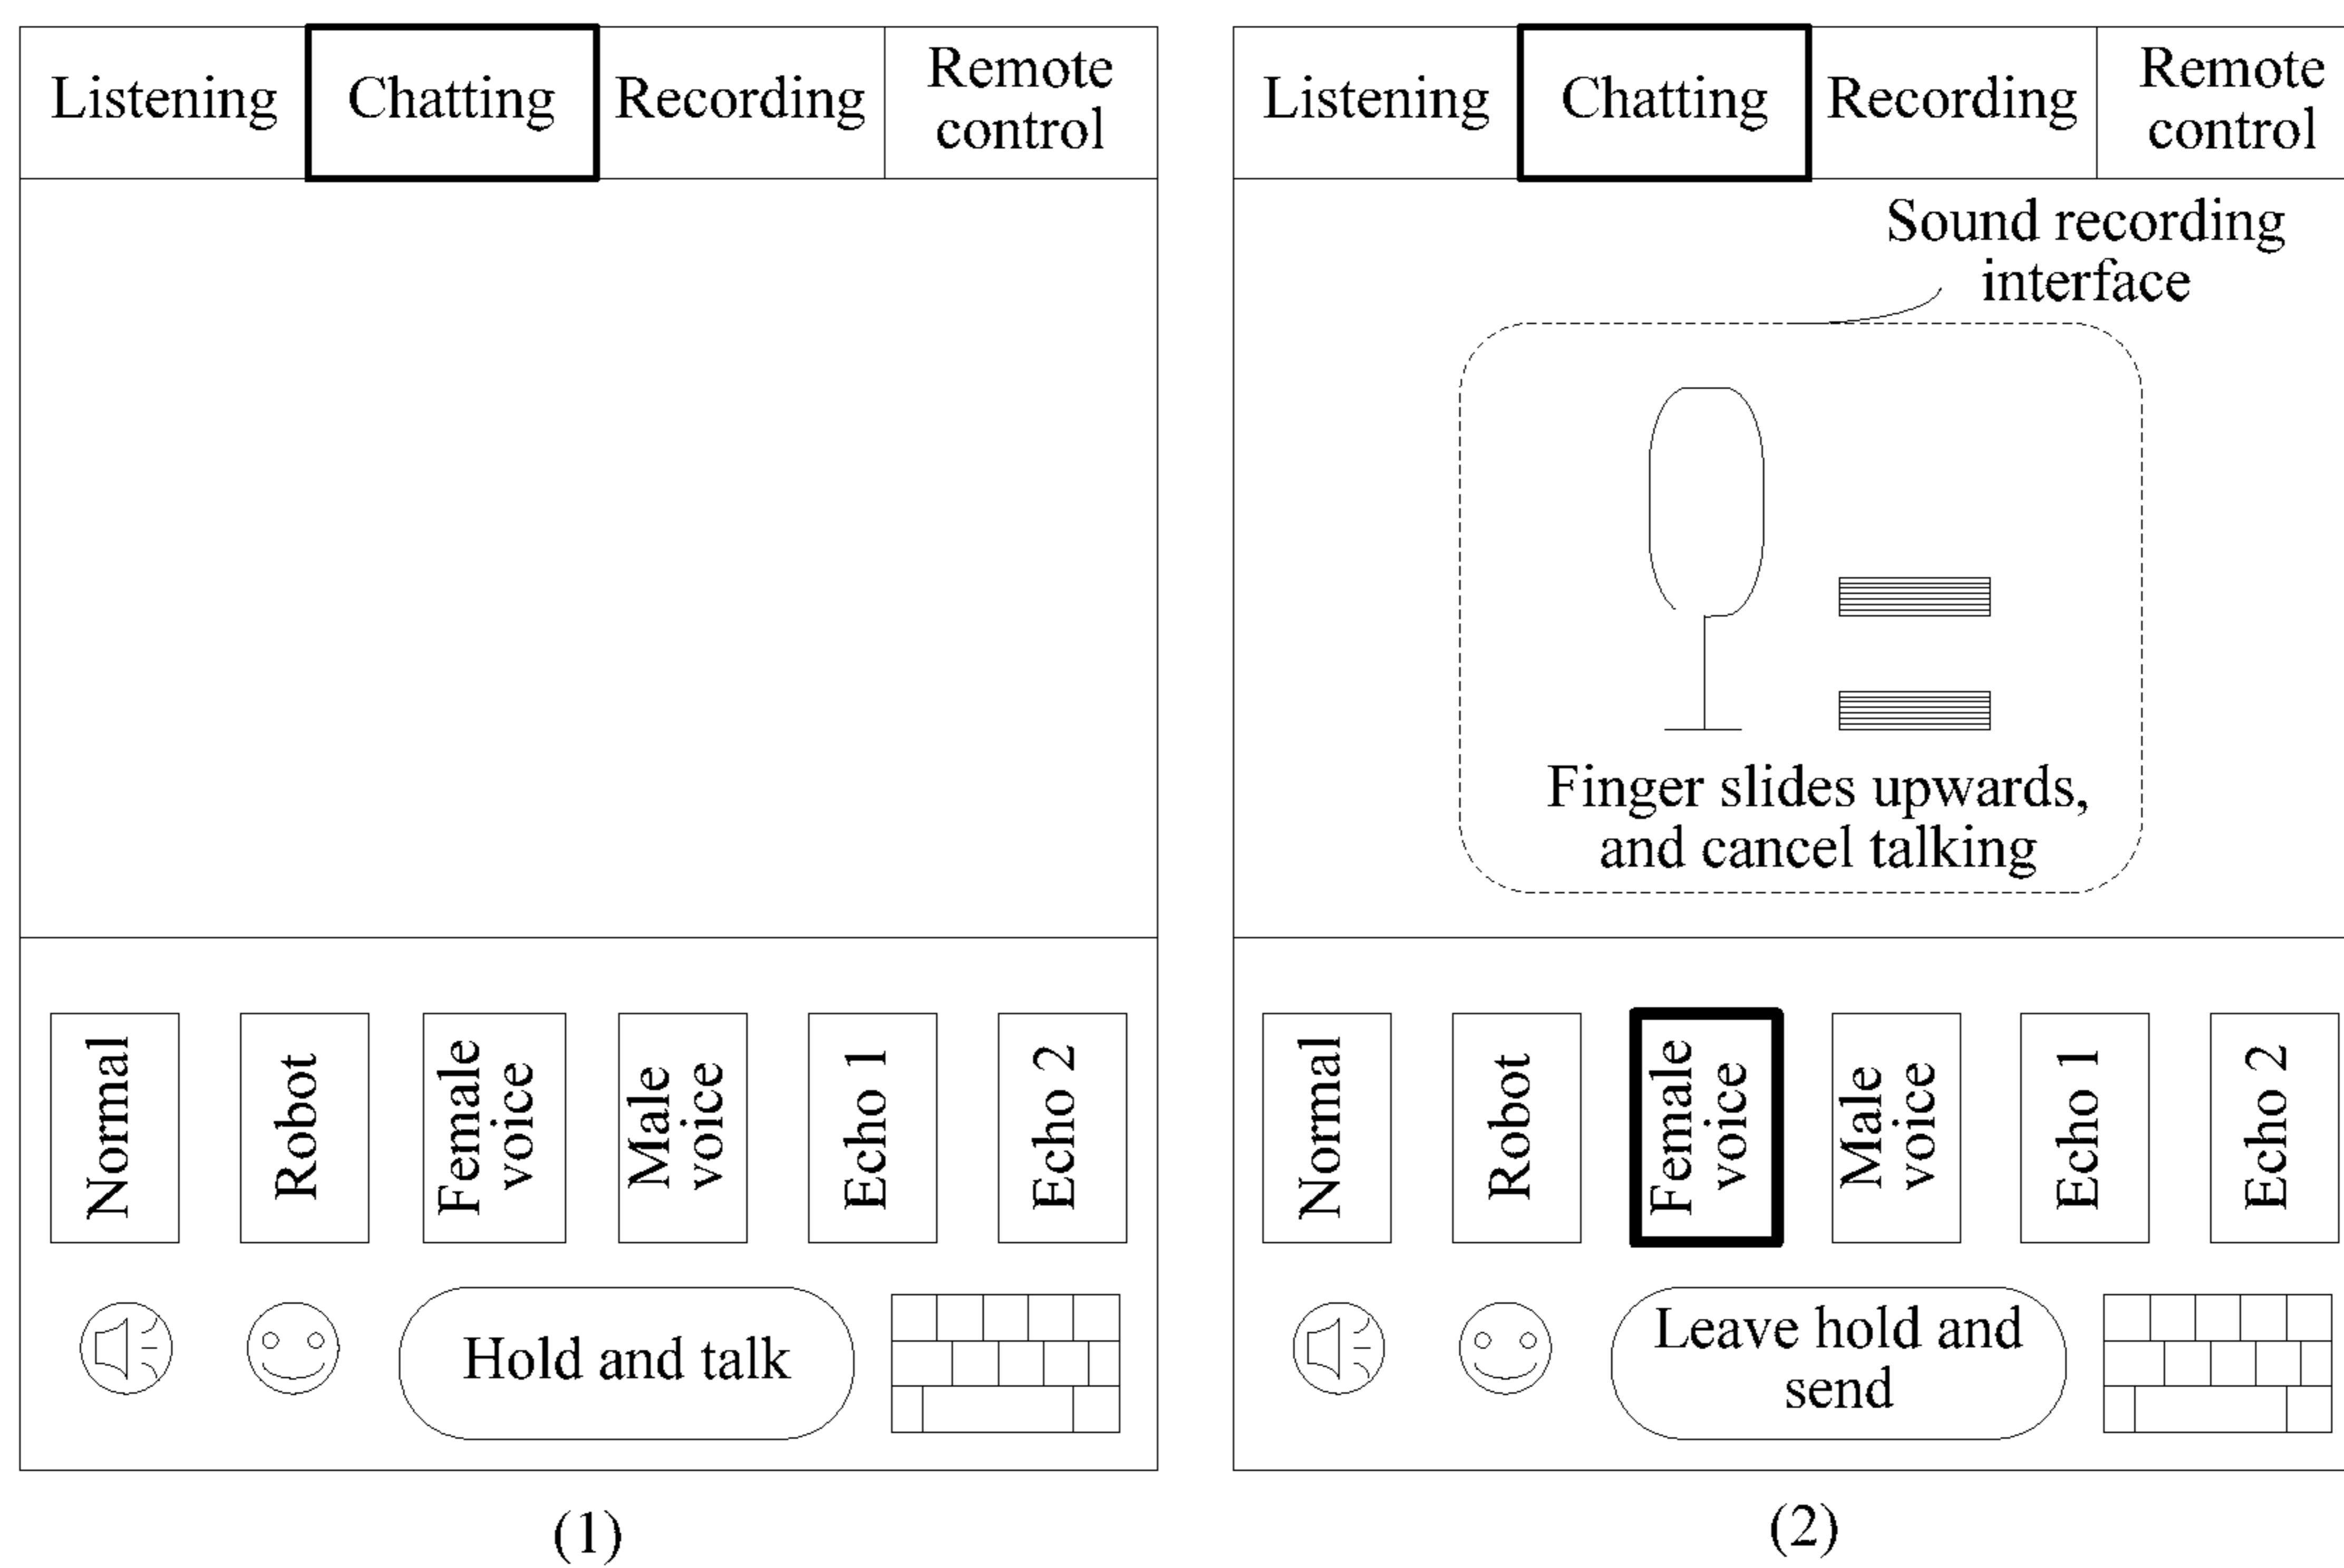 Listening
Chatting
Recording
Remote
control
Normal
Robot
Female
voice
Male
voice
Echo 1
Echo 2
Hold and talk
(1)
Listening
Chatting
Recording
Remote
control
Sound recording
interface
Finger slides upwards,
and cancel talking
Normal
Robot
Female
voice
Male
voice
Echo 1
Echo 2
Leave hold and
send
(2)